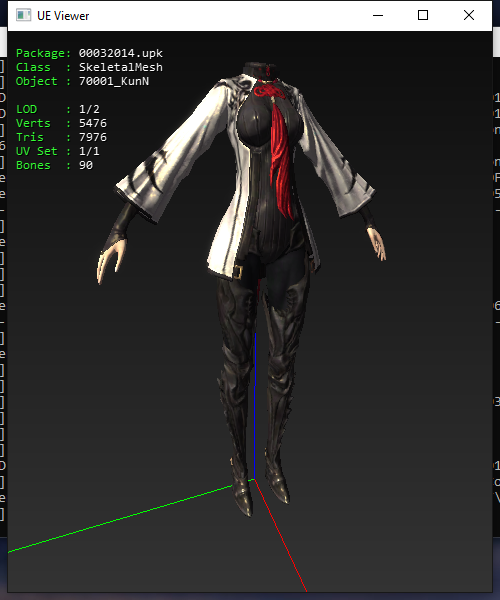 UE Viewer
Package: 00032014.upk
Class : SkeletalMesh
Object : 70001_KunN
LOD : 1/2
Verts : 5476
Tris : 7976
UV Set : 1/1
Bones : 90